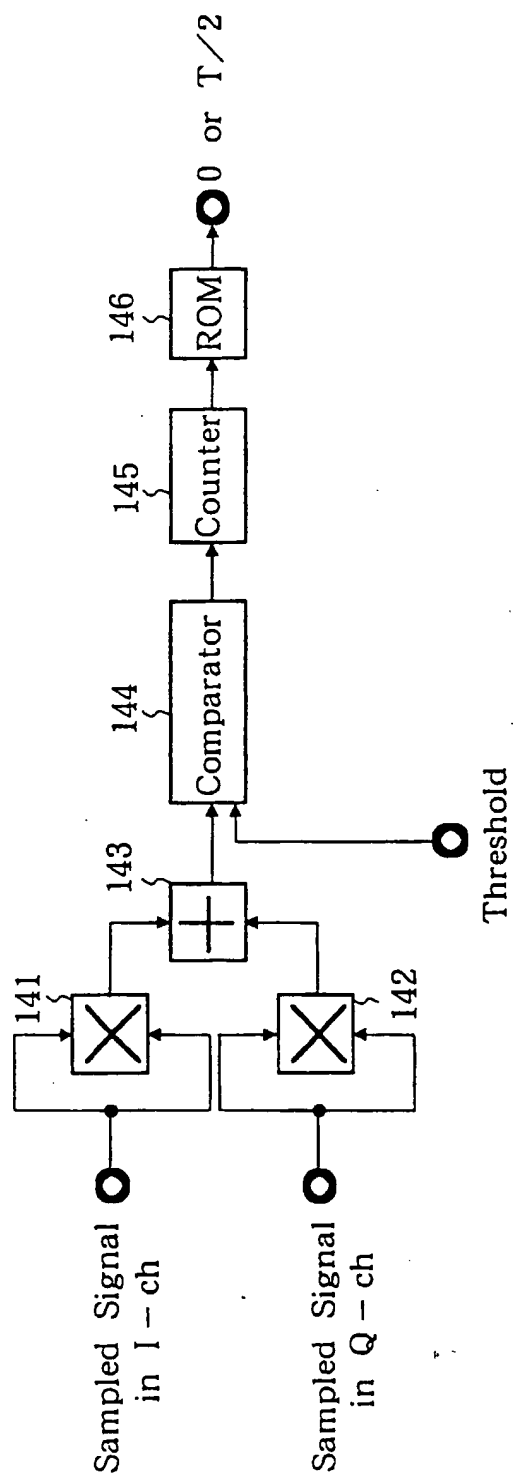 Sampled Signal
in I-ch
141
143
144
Comparator
145
Counter
146
ROM
0 or T/2
Sampled Signal
in Q-ch
142
Threshold